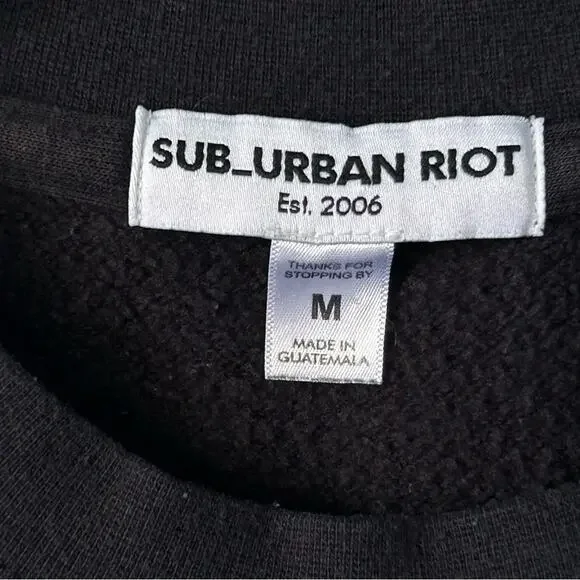 SUB_URBAN RIOT
Est. 2006
THANKS FOR
STOPPING BY
M
MADE IN
GUATEMALA